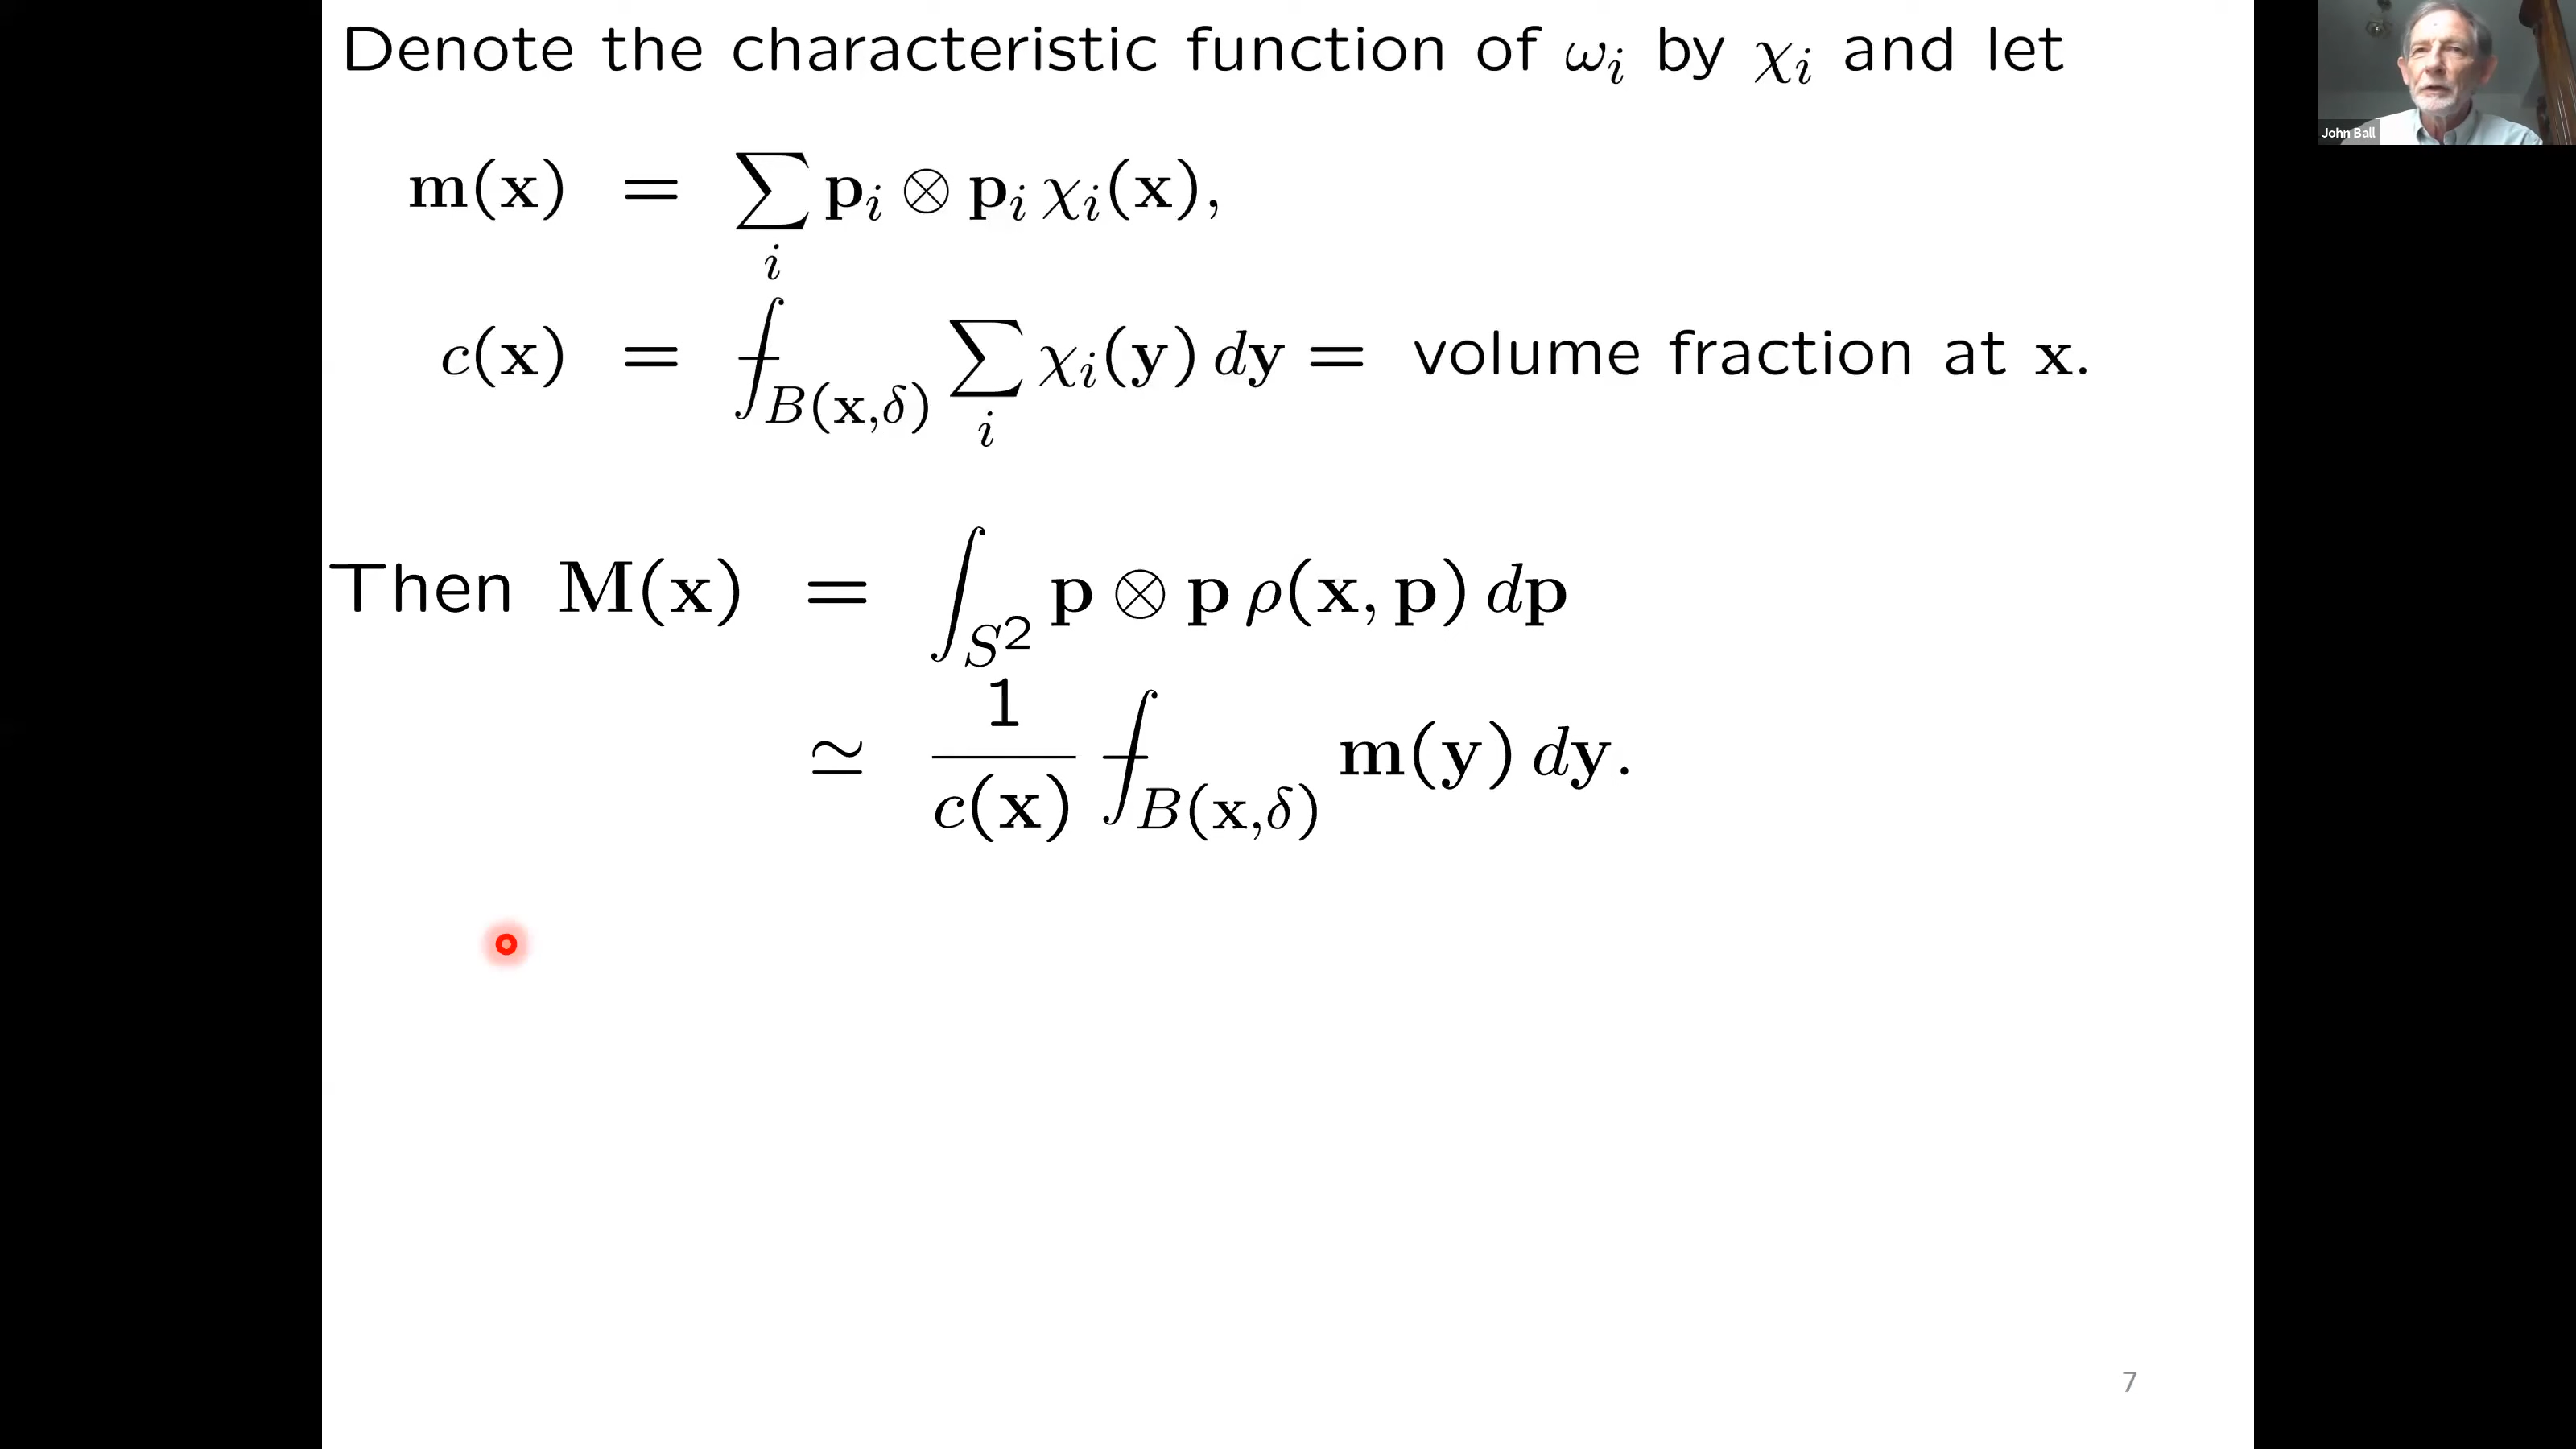 Denote the characteristic function of ωᵢ by χᵢ and let
m(x) = ∑ᵢ pᵢ ⊗ pᵢ χᵢ(x),
c(x) = ⨍_{B(x,δ)} ∑ᵢ χᵢ(y) dy = volume fraction at x.
Then M(x) = ∫_{S²} p ⊗ p ρ(x, p) dp
≃ 1/c(x) ⨍_{B(x,δ)} m(y) dy.
7
John Ball